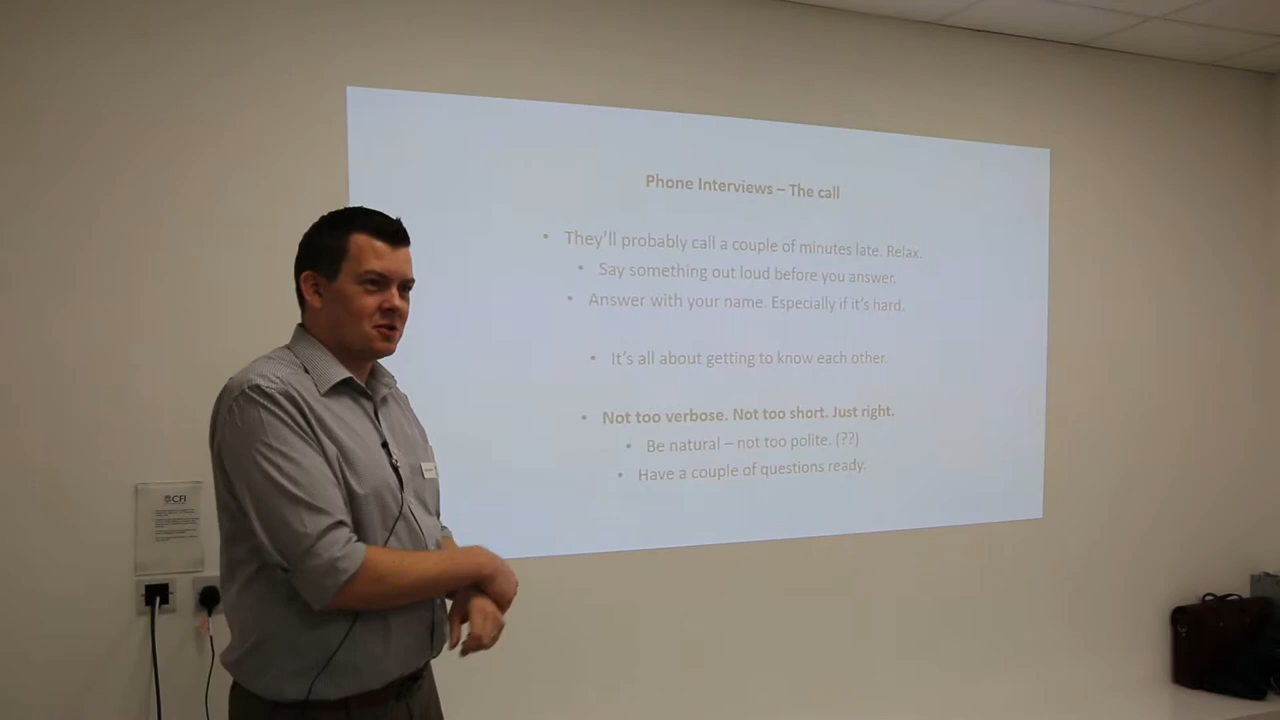 Phone Interviews – The call
• They'll probably call a couple of minutes late. Relax.
• Say something out loud before you answer.
• Answer with your name. Especially if it's hard.
• It's all about getting to know each other.
• Not too verbose. Not too short. Just right.
• Be natural – not too polite. (??)
• Have a couple of questions ready.
CFI